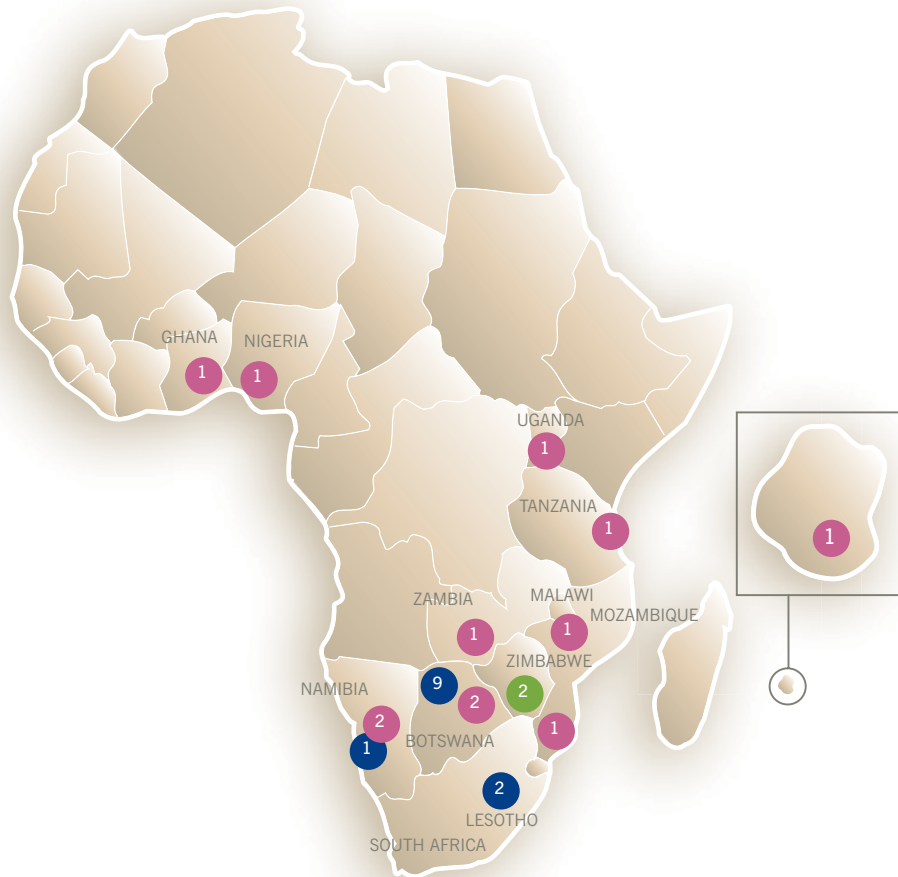 GHANA
NIGERIA
1
1
UGANDA
1
TANZANIA
1
1
ZAMBIA
MALAWI
MOZAMBIQUE
1
1
ZIMBABWE
NAMIBIA
9
2
2
2
BOTSWANA
1
1
2
LESOTHO
SOUTH AFRICA